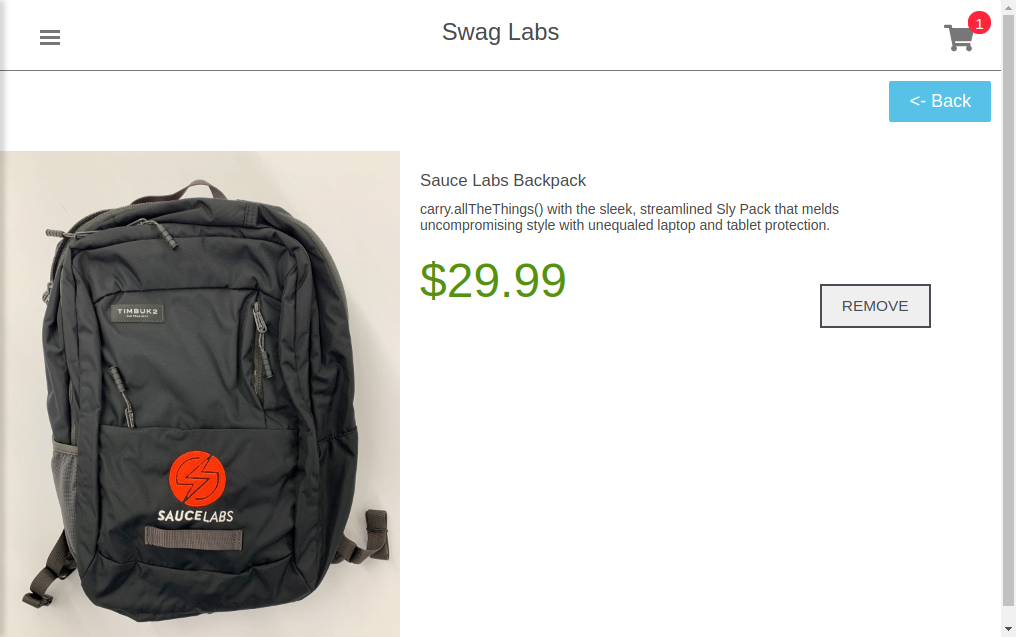 Swag Labs
1
<- Back
Sauce Labs Backpack
carry.allTheThings() with the sleek, streamlined Sly Pack that melds
uncompromising style with unequaled laptop and tablet protection.
$29.99
REMOVE
TIMBUK2
SAUCELABS